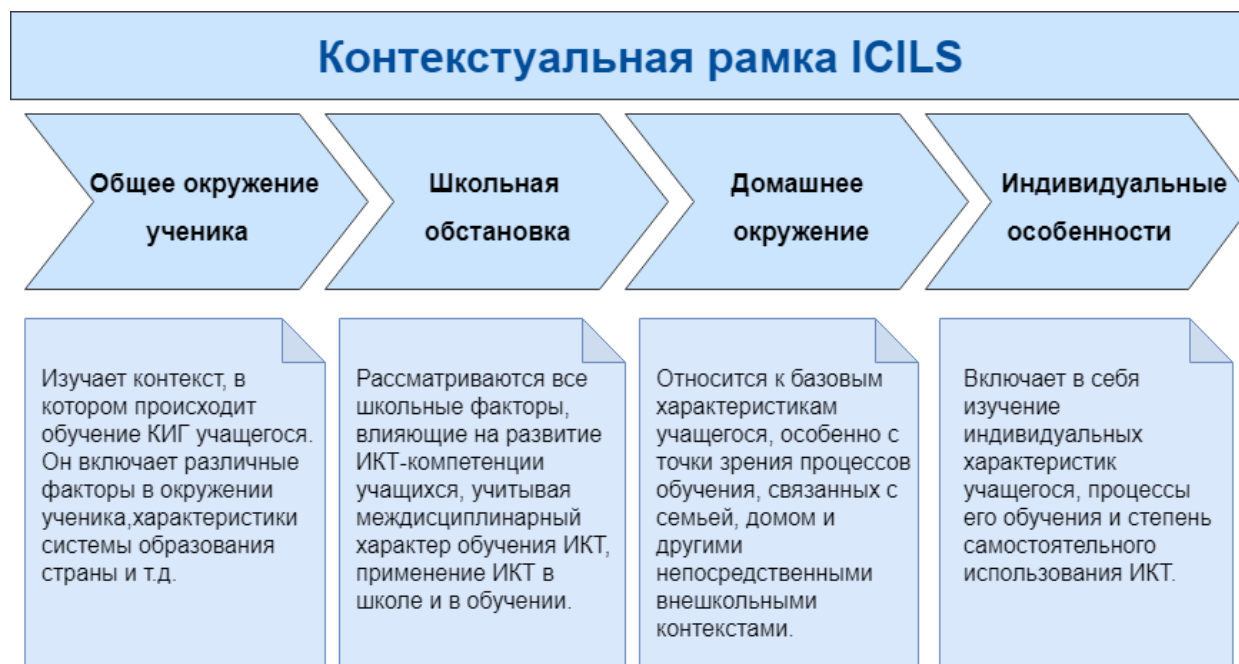 Контекстуальная рамка ICILS
Общее окружение
ученика
Школьная
обстановка
Домашнее
окружение
Индивидуальные
особенности
Изучает контекст, в
котором происходит
обучение КИГ учащегося.
Он включает различные
факторы в окружении
ученика,характеристики
системы образования
страны и т.д.
Рассматриваются все
школьные факторы,
влияющие на развитие
ИКТ-компетенции
учащихся, учитывая
междисциплинарный
характер обучения ИКТ,
применение ИКТ в
школе и в обучении.
Относится к базовым
характеристикам
учащегося, особенно с
точки зрения процессов
обучения, связанных с
семьей, домом и
другими
непосредственными
внешкольными
контекстами.
Включает в себя
изучение
индивидуальных
характеристик
учащегося, процессы
его обучения и степень
самостоятельного
использования ИКТ.